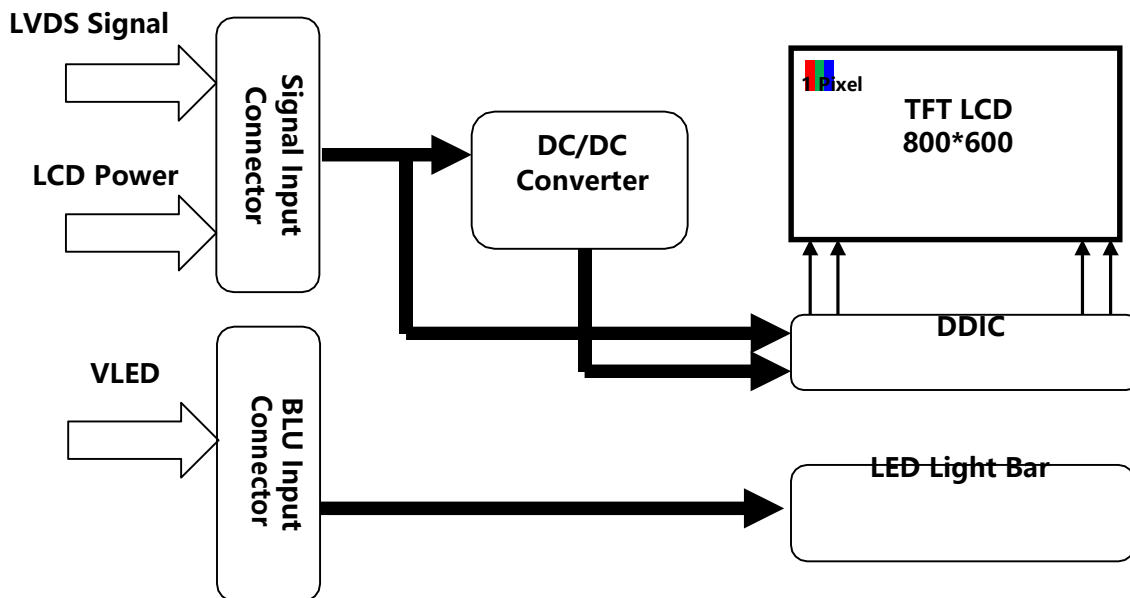 LVDS Signal
LCD Power
Signal Input
Connector
DC/DC
Converter
1 Pixel
TFT LCD
800*600
DDIC
VLED
BLU Input
Connector
LED Light Bar